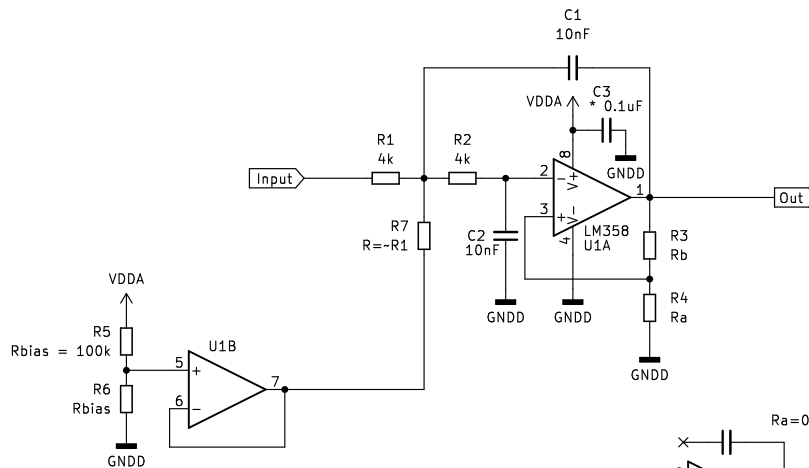 C1
10nF
VDDA
C3
* 0.1uF
R1
4k
R2
4k
8
GNDD
Input
2
-
V+
1
Out
R7
R=~R1
3
+
V-
4
LM358
U1A
C2
10nF
R3
Rb
GNDD
GNDD
R4
Ra
VDDA
R5
Rbias = 100k
U1B
GNDD
5
+
7
R6
Rbias
6
-
Ra=0
GNDD